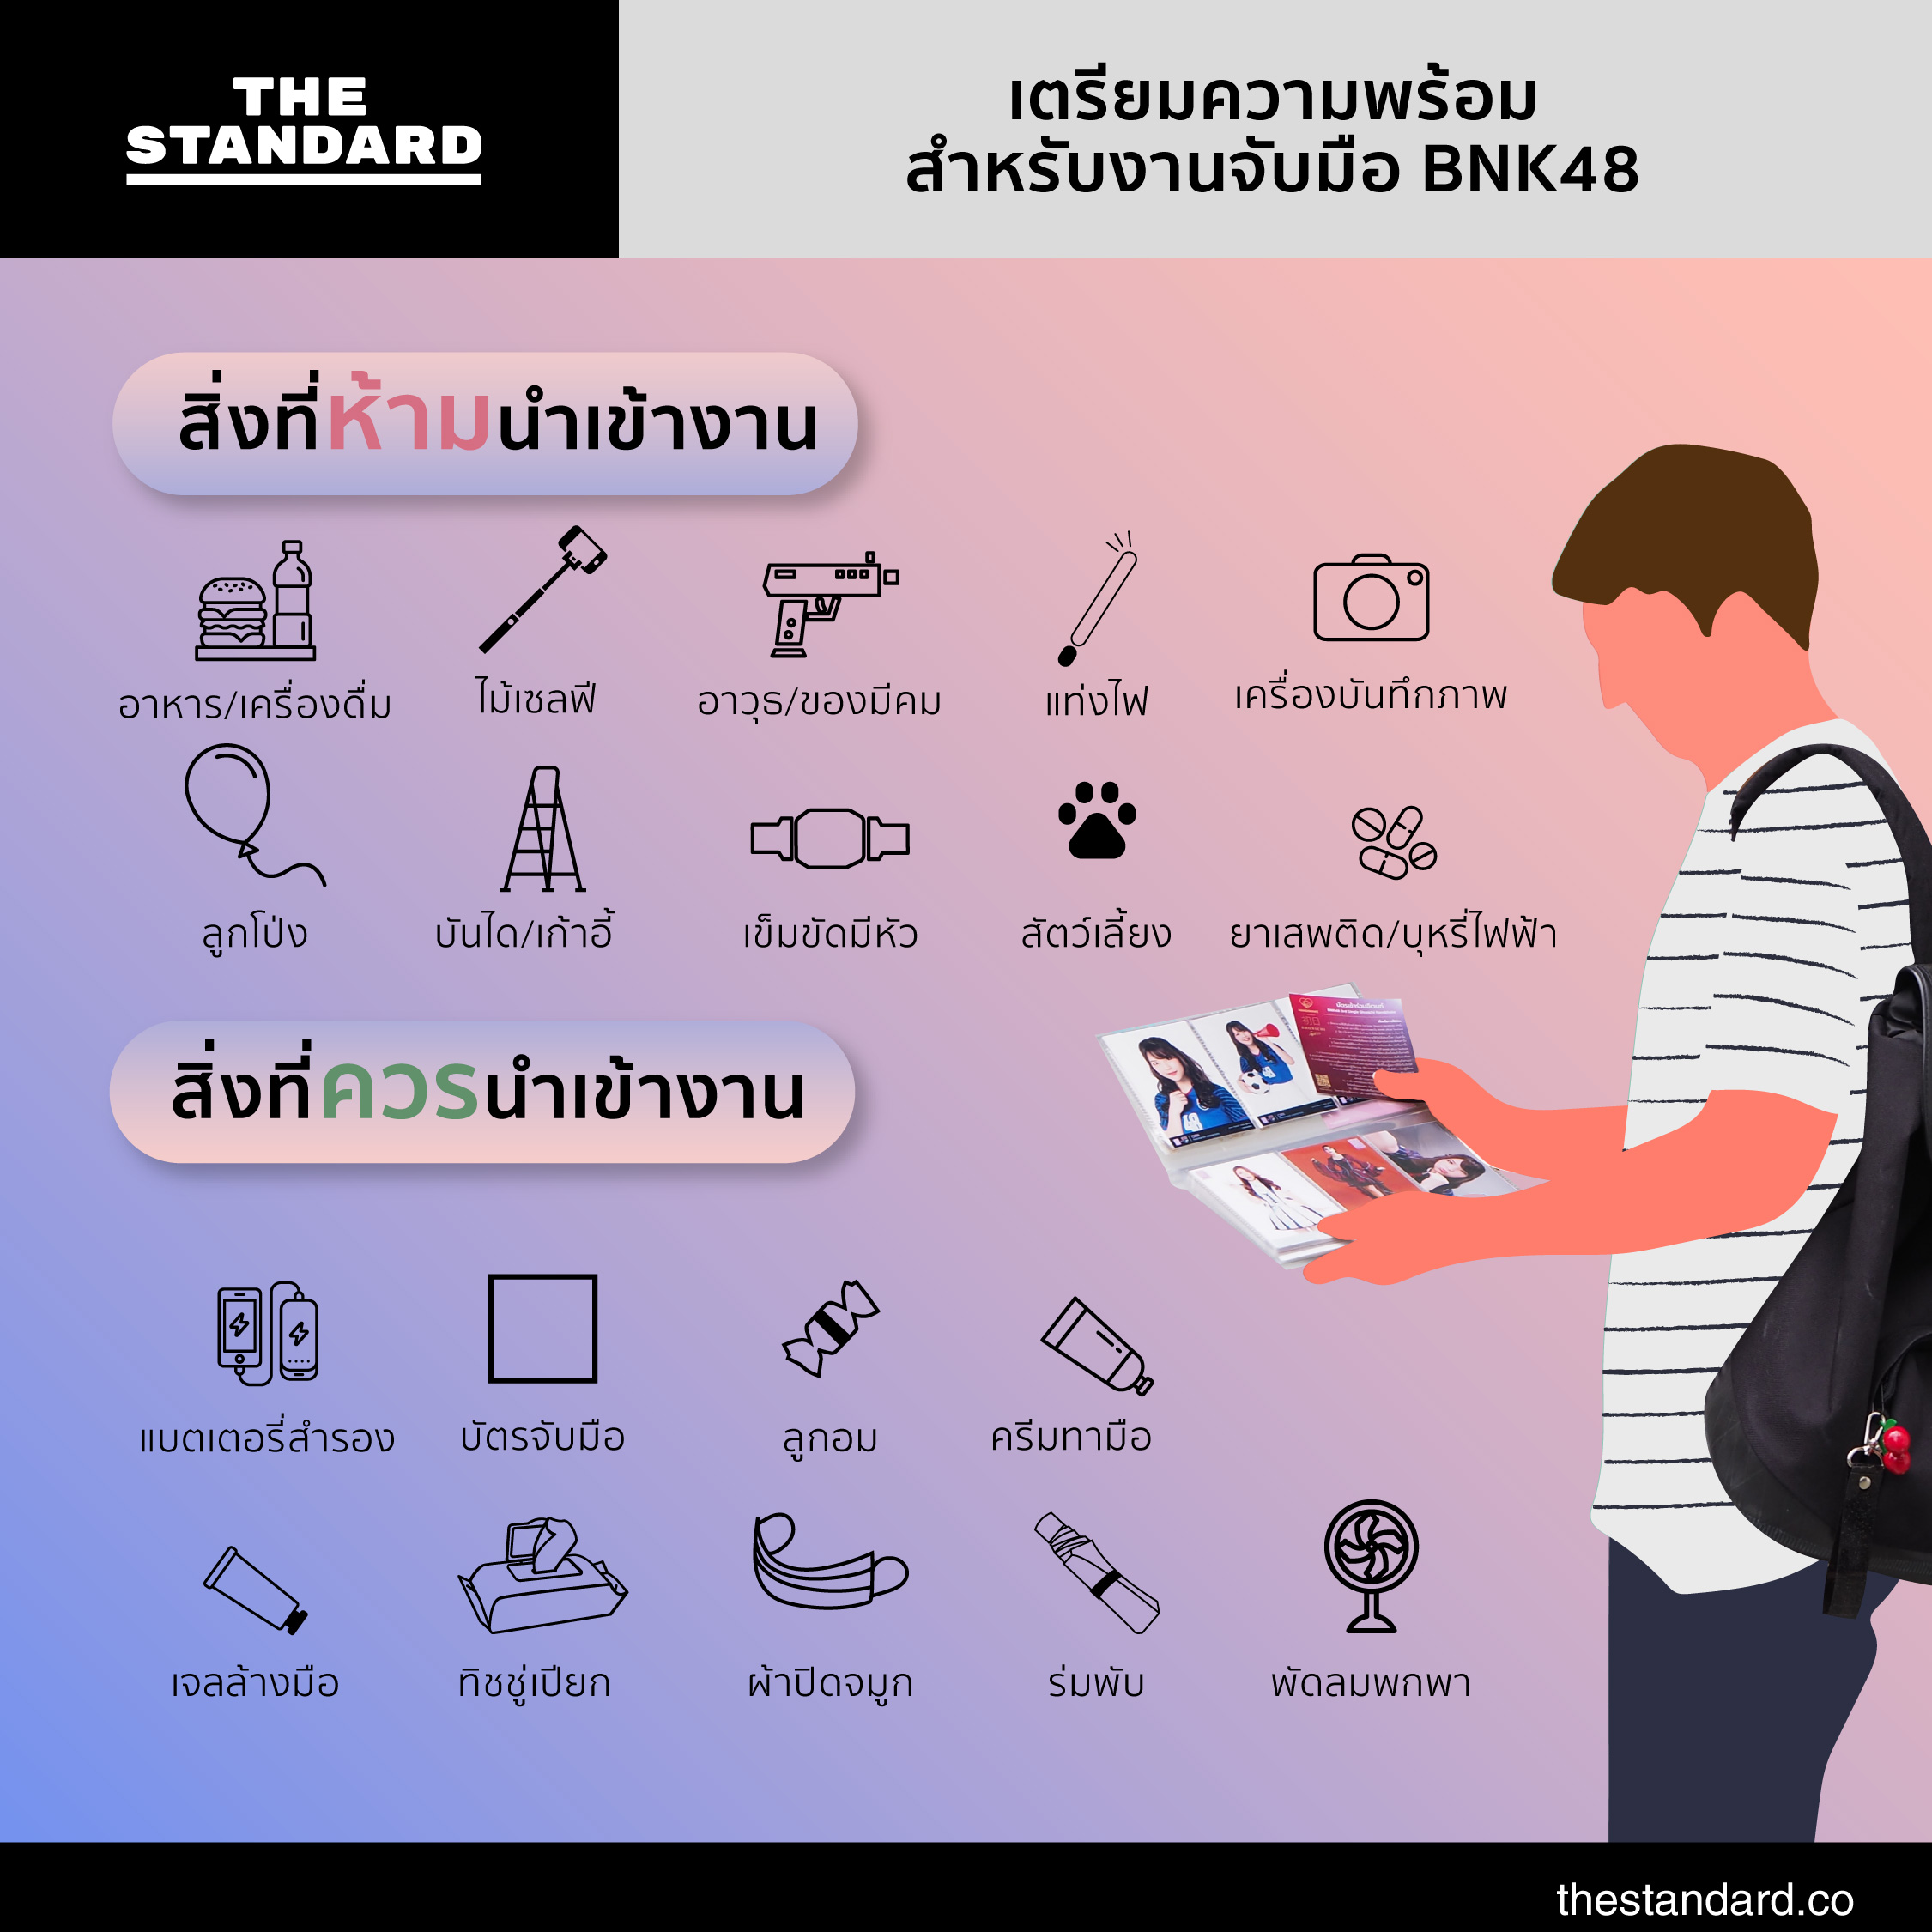 THE
STANDARD
เตรียมความพร้อม
สำหรับงานจับมือ BNK48
สิ่งที่ห้ามนำเข้างาน
อาหาร/เครื่องดื่ม
ไม้เซลฟี
อาวุธ/ของมีคม
แท่งไฟ
เครื่องบันทึกภาพ
ลูกโป่ง
บันได/เก้าอี้
เข็มขัดมีหัว
สัตว์เลี้ยง
ยาเสพติด/บุหรี่ไฟฟ้า
สิ่งที่ควรนำเข้างาน
แบตเตอรี่สำรอง
บัตรจับมือ
ลูกอม
ครีมทามือ
เจลล้างมือ
ทิชชู่เปียก
ผ้าปิดจมูก
ร่มพับ
พัดลมพกพา
thestandard.co